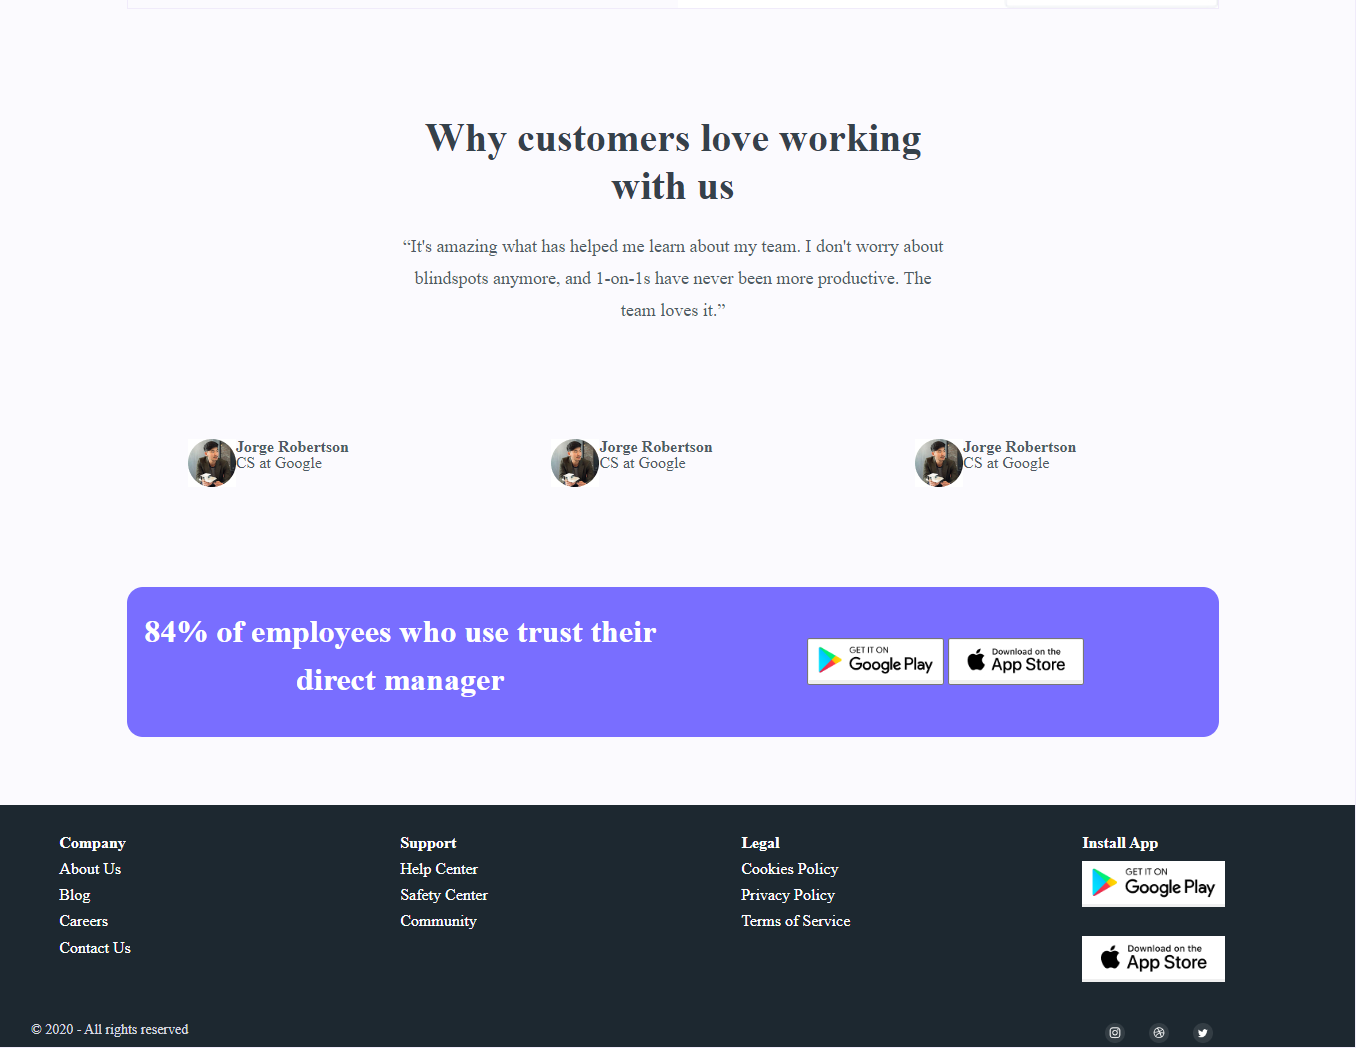 Why customers love working
with us
“It's amazing what has helped me learn about my team. I don't worry about
blindspots anymore, and 1-on-1s have never been more productive. The
team loves it.”
Jorge Robertson
CS at Google
Jorge Robertson
CS at Google
Jorge Robertson
CS at Google
84% of employees who use trust their
direct manager
GET IT ON
Google Play
Download on the
App Store
Company
About Us
Blog
Careers
Contact Us
Support
Help Center
Safety Center
Community
Legal
Cookies Policy
Privacy Policy
Terms of Service
Install App
GET IT ON
Google Play
Download on the
App Store
© 2020 - All rights reserved